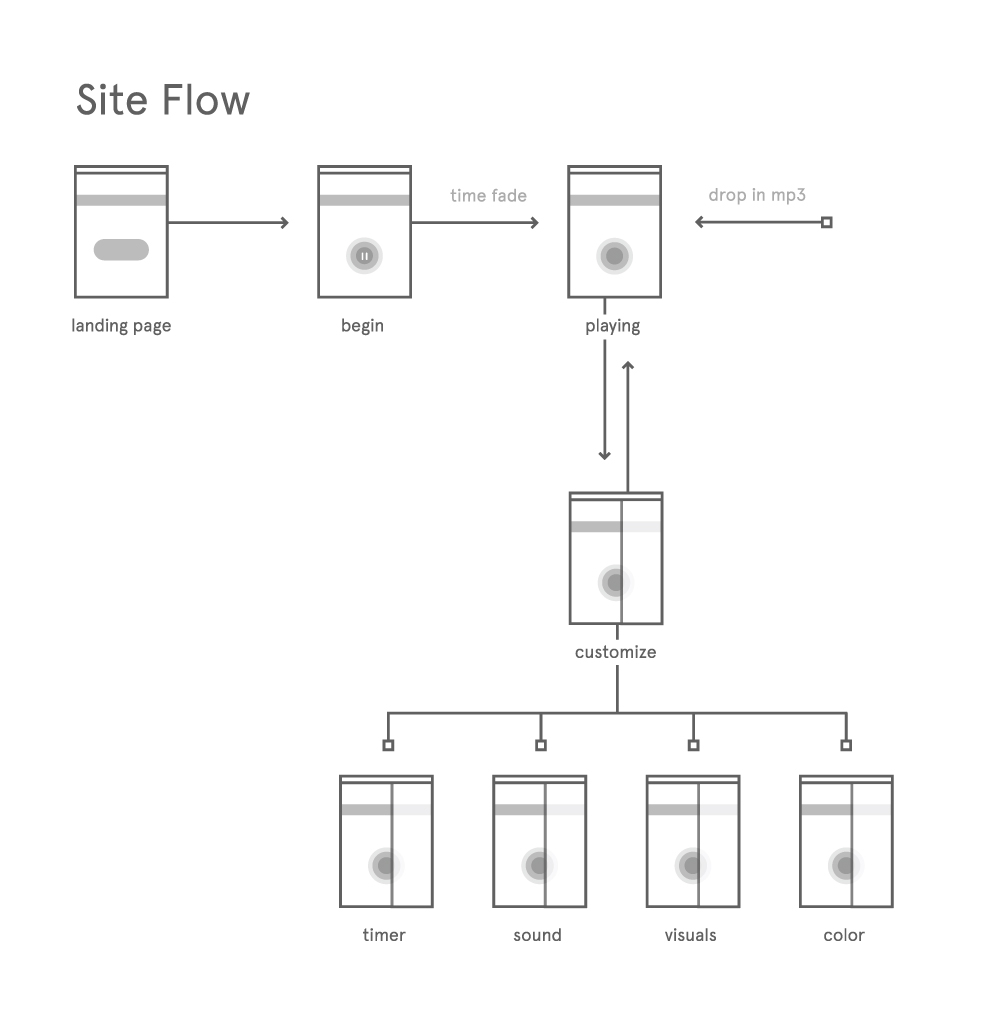 Site Flow
time fade
drop in mp3
landing page
begin
playing
customize
timer
sound
visuals
color